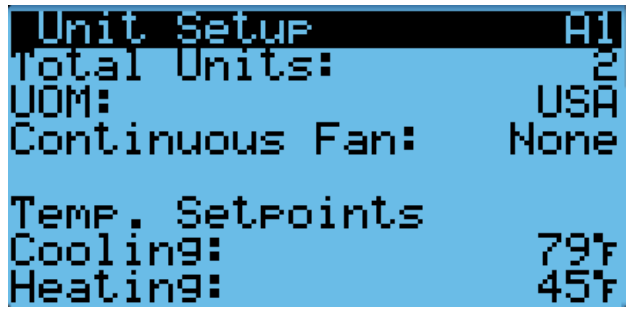 Unit Setup A1
Total Units: 2
UOM: USA
Continuous Fan: None
Temp. Setpoints
Cooling: 79°F
Heating: 45°F